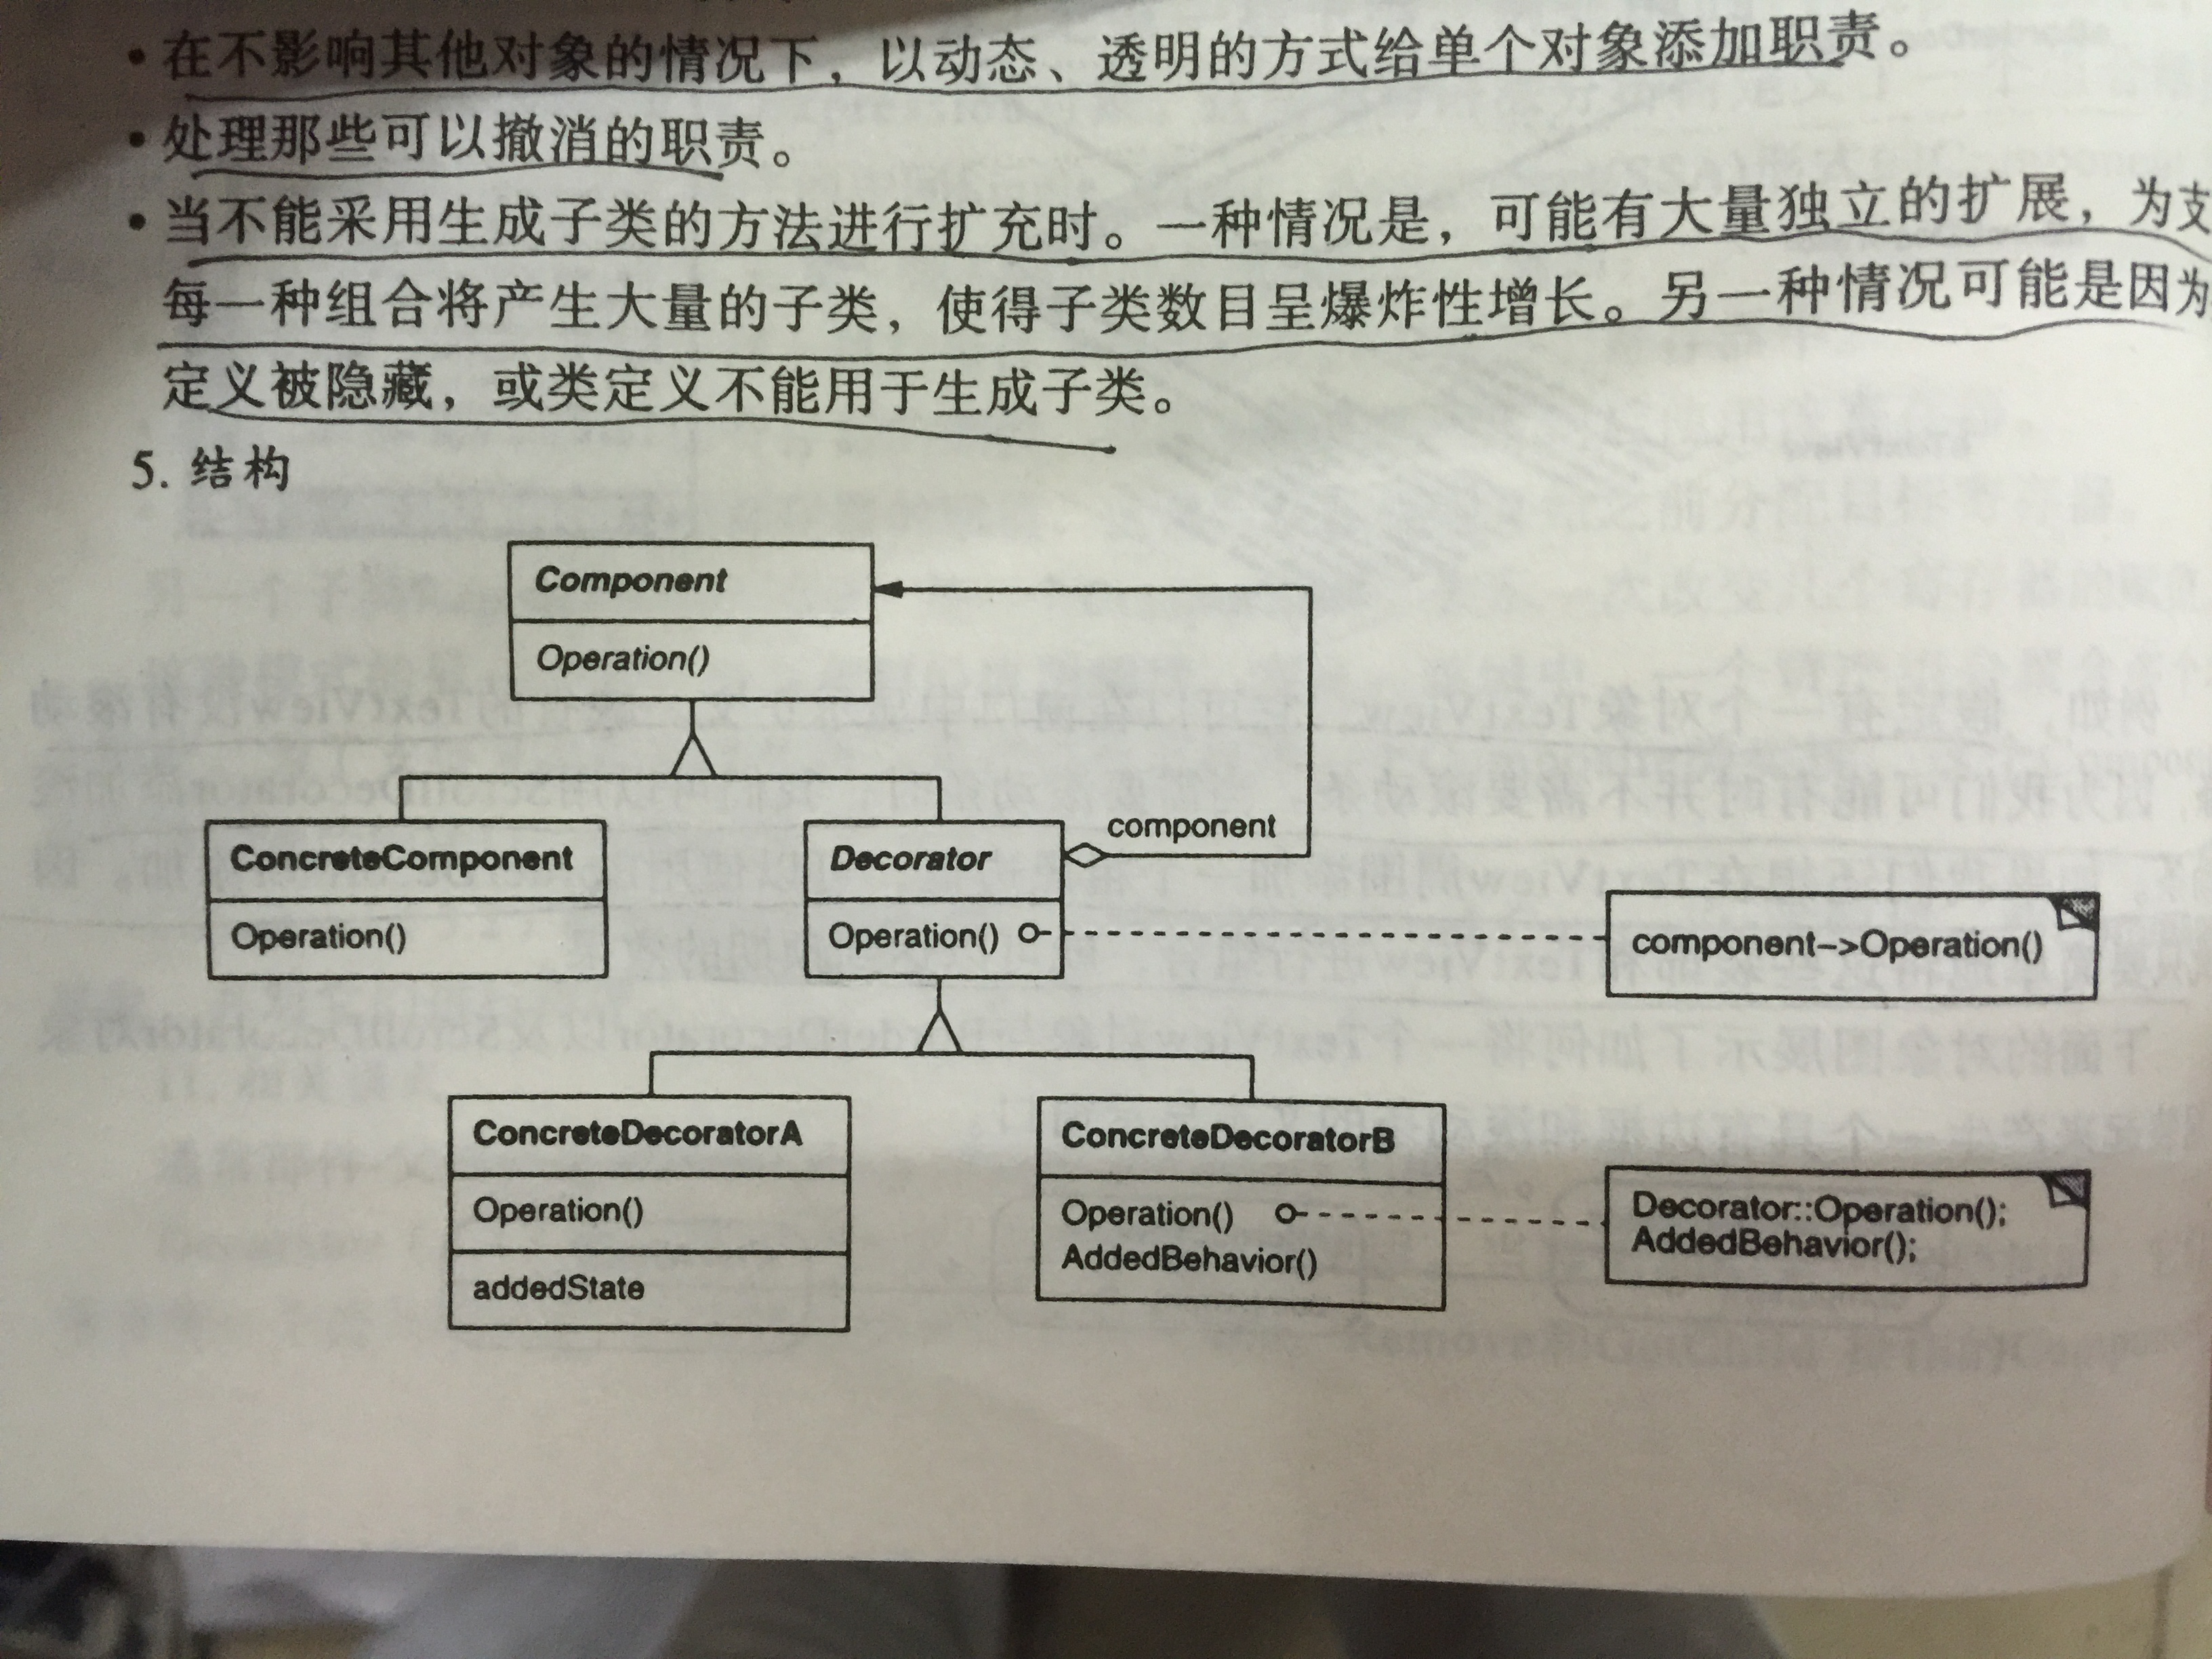 • 在不影响其他对象的情况下，以动态、透明的方式给单个对象添加职责。
• 处理那些可以撤消的职责。
• 当不能采用生成子类的方法进行扩充时。一种情况是，可能有大量独立的扩展，为支
每一种组合将产生大量的子类，使得子类数目呈爆炸性增长。另一种情况可能是因为
定义被隐藏，或类定义不能用于生成子类。
5. 结构
Component
Operation()
component
ConcreteComponent
Operation()
Decorator
Operation()
component->Operation()
ConcreteDecoratorA
Operation()
addedState
ConcreteDecoratorB
Operation()
AddedBehavior()
Decorator::Operation();
AddedBehavior();